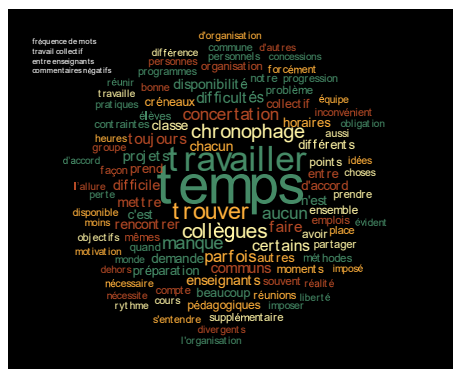 fréquence de mots
travail collectif
entre enseignants
commentaires négatifs
d'organisation
différence commune d'autres
personnes personnels concessions
programmes organisation forcément
réunir bonne disponibilité notre progression
travaille difficultés problème
pratiques créneaux collectif équipe
élèves concertation inconvénient
contraintes classe chronophage horaires obligation
heures toujours chacun aussi
groupe différents
d'accord projets travailler points idées
façon prend entre choses
l'allure difficile temps d'accord
perte mettre n'est prendre
disponible c'est trouver aucun ensemble
moins rencontrer faire emplois évident
objectifs mêmes collègues avoir place
motivation quand manque certains partager
monde demande parfois autres méthodes
dehors préparation communs moments imposé
nécessaire enseignants souvent réalité
nécessite compte beaucoup réunions liberté
rythme cours pédagogiques imposer
s'entendre supplémentaire
divergents
l'organisation